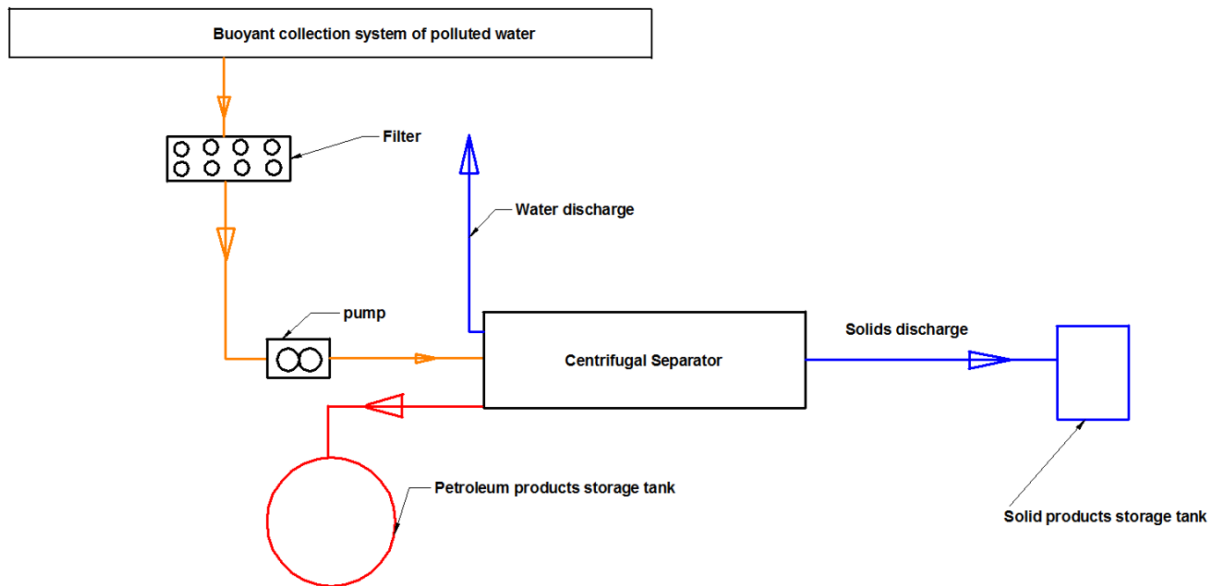 Buoyant collection system of polluted water
Filter
Water discharge
pump
Solids discharge
Centrifugal Separator
Petroleum products storage tank
Solid products storage tank